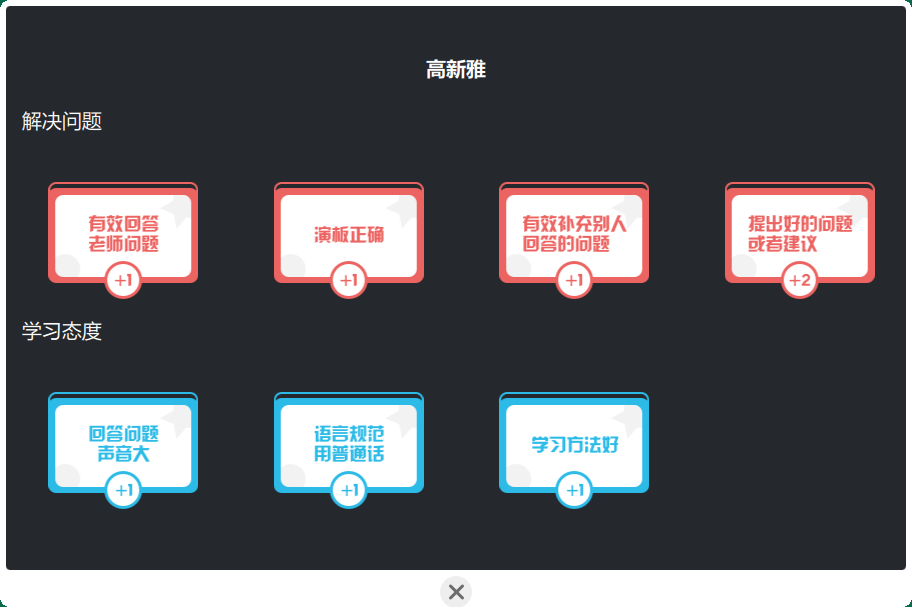 高新雅
解决问题
有效回答
老师问题
+1
演板正确
+1
有效补充别人
回答的问题
+1
提出好的问题
或者建议
+2
学习态度
回答问题
声音大
+1
语言规范
用普通话
+1
学习方法好
+1